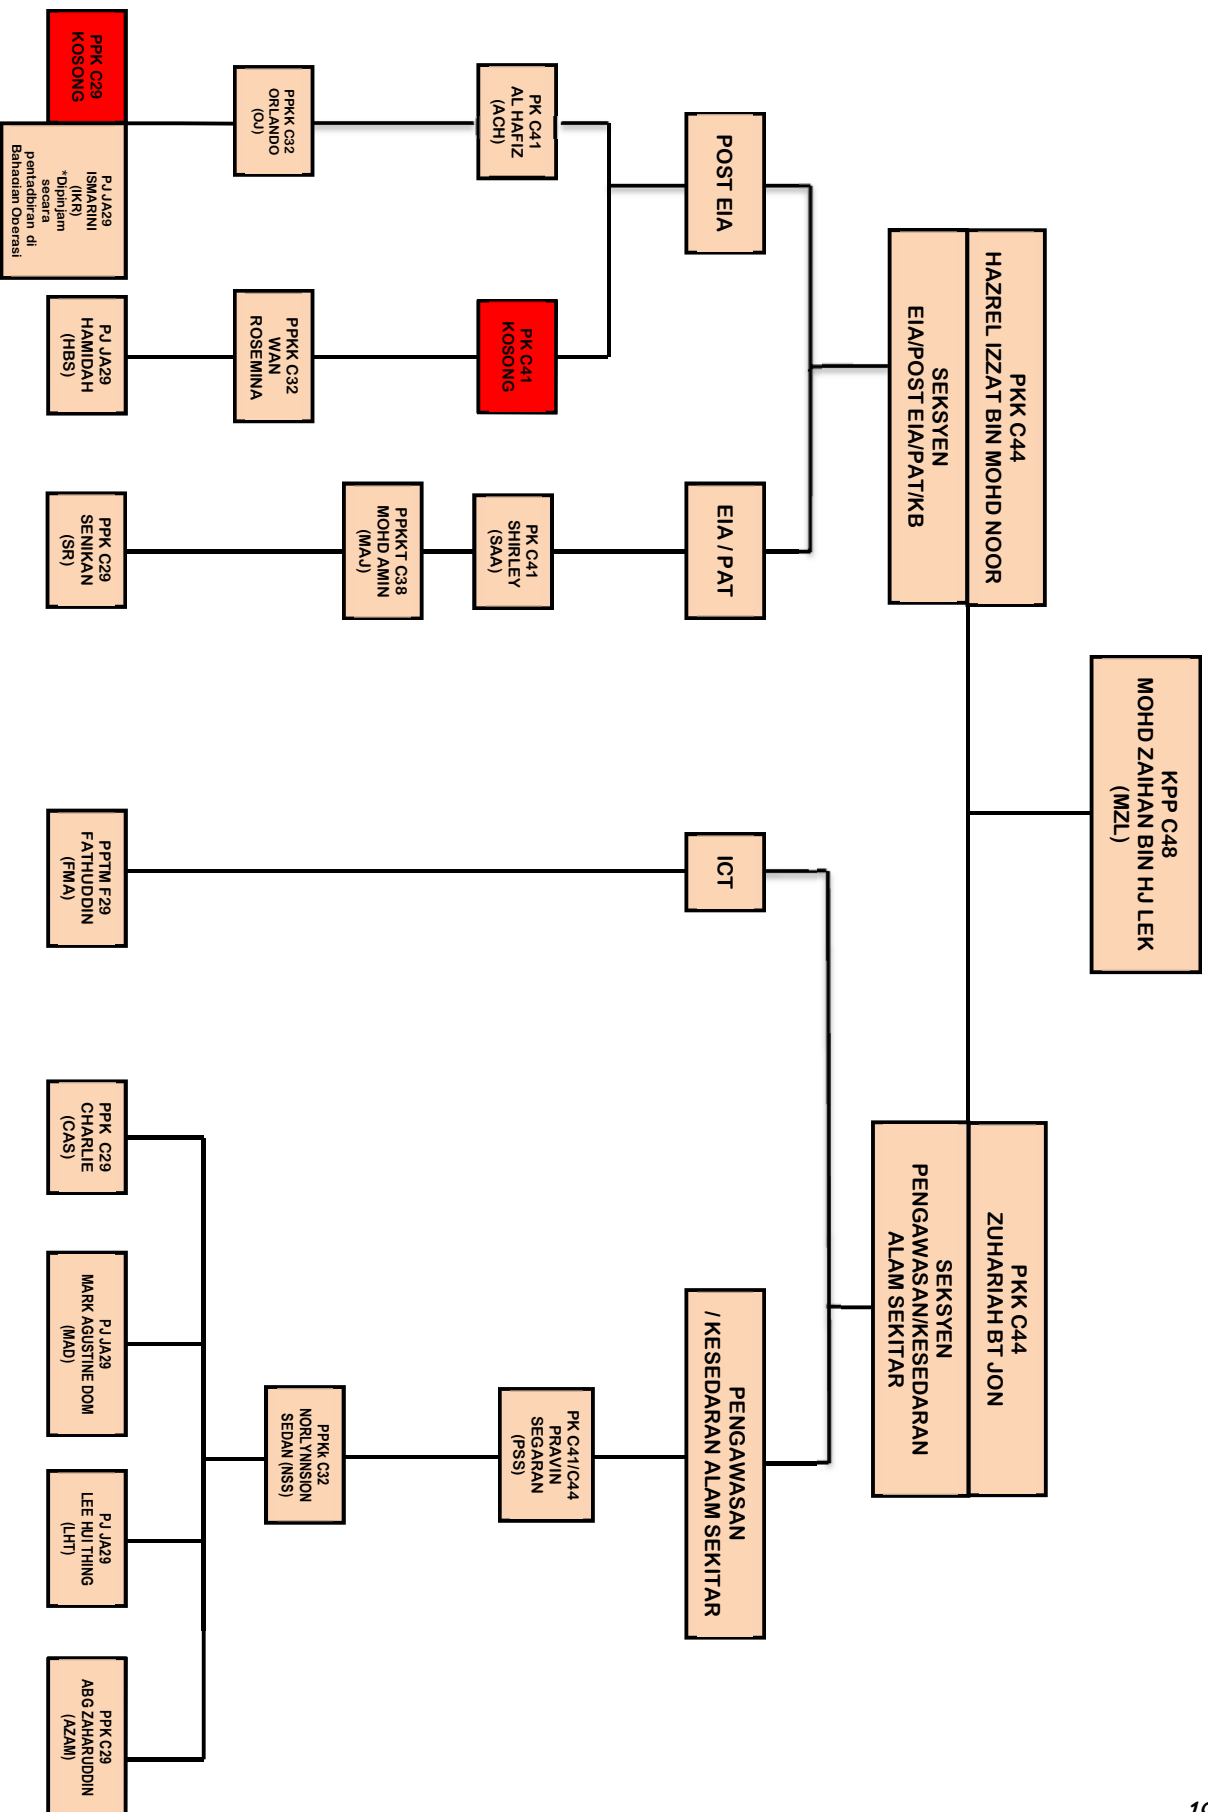 KPP C48
MOHD ZAIHAN BIN HJ LEK
(MZL)
PKK C44
HAZREL IZZAT BIN MOHD NOOR
SEKSYEN
EIA/POST EIA/PAT/KB
PKK C44
ZUHARIAH BT JON
SEKSYEN
PENGAWASAN/KESEDARAN
ALAM SEKITAR
POST EIA
EIA / PAT
ICT
PENGAWASAN
/ KESEDARAN ALAM SEKITAR
PK C41
AL HAFIZ
(ACH)
PK C41
KOSONG
PK C41
SHIRLEY
(SAA)
PK C41/C44
PRAVIN
SEGARAN
(PSS)
PPKK C32
ORLANDO
(OJ)
PPKK C32
WAN
ROSEMINA
PPKKT C38
MOHD AMIN
(MAJ)
PPKk C32
NORLYNNSION
SEDAN (NSS)
PPK C29
KOSONG
PJ JA29
ISMARINI
(IKR)
*Dipinjam
secara
pentadbiran di
Bahagian Operasi
PJ JA29
HAMIDAH
(HBS)
PPK C29
SENIKAN
(SR)
PPTM F29
FATHUDDIN
(FMA)
PPK C29
CHARLIE
(CAS)
PJ JA29
MARK AGUSTINE DOM
(MAD)
PJ JA29
LEE HUI THING
(LHT)
PPK C29
ABG ZAHARUDDIN
(AZAM)